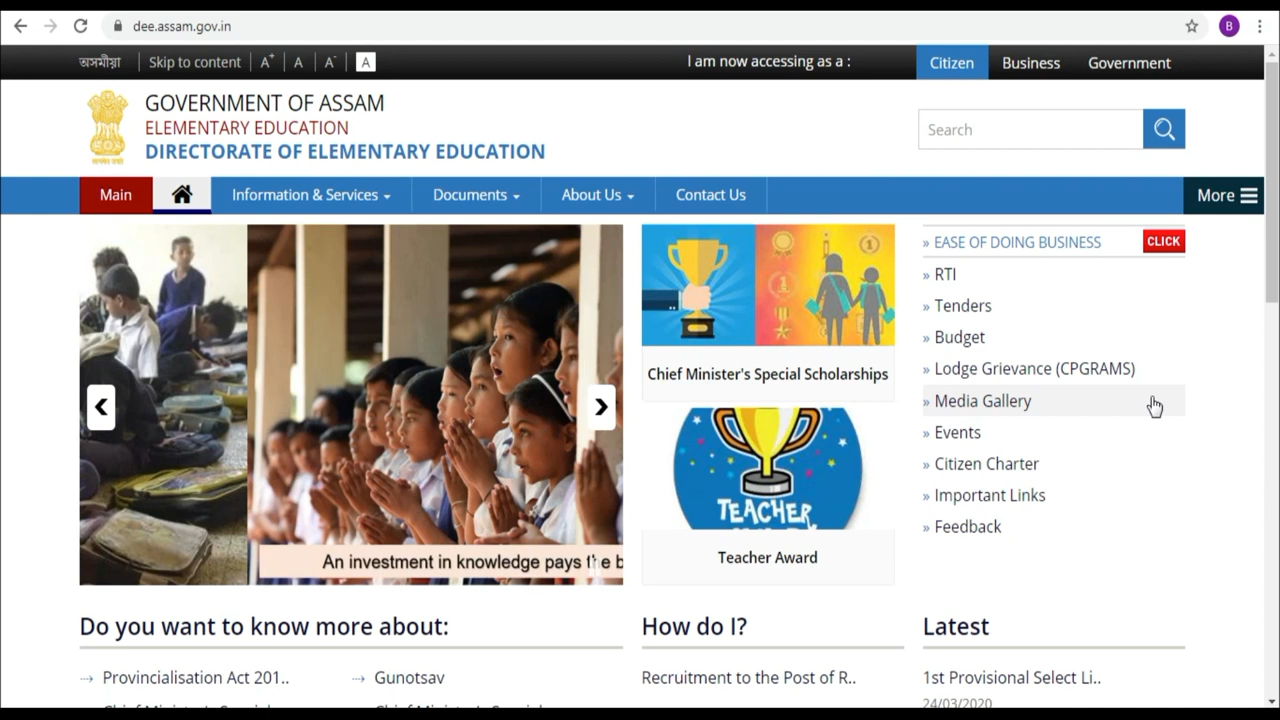 dee.assam.gov.in
B
অসমীয়া
Skip to content
A+
A
A-
A
I am now accessing as a :
Citizen
Business
Government
GOVERNMENT OF ASSAM
ELEMENTARY EDUCATION
DIRECTORATE OF ELEMENTARY EDUCATION
Search
Main
Information & Services
Documents
About Us
Contact Us
More
An investment in knowledge pays the b
Chief Minister's Special Scholarships
TEACHER
Teacher Award
» EASE OF DOING BUSINESS
CLICK
» RTI
» Tenders
» Budget
» Lodge Grievance (CPGRAMS)
» Media Gallery
» Events
» Citizen Charter
» Important Links
» Feedback
Do you want to know more about:
Provincialisation Act 201..
Gunotsav
How do I?
Recruitment to the Post of R..
Latest
1st Provisional Select Li..
24/03/2020